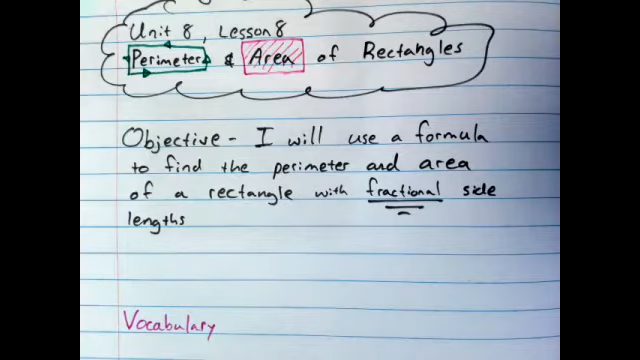 Unit 8, Lesson 8
Perimeter & Area of Rectangles
Objective - I will use a formula
to find the perimeter and area
of a rectangle with fractional side
lengths
Vocabulary